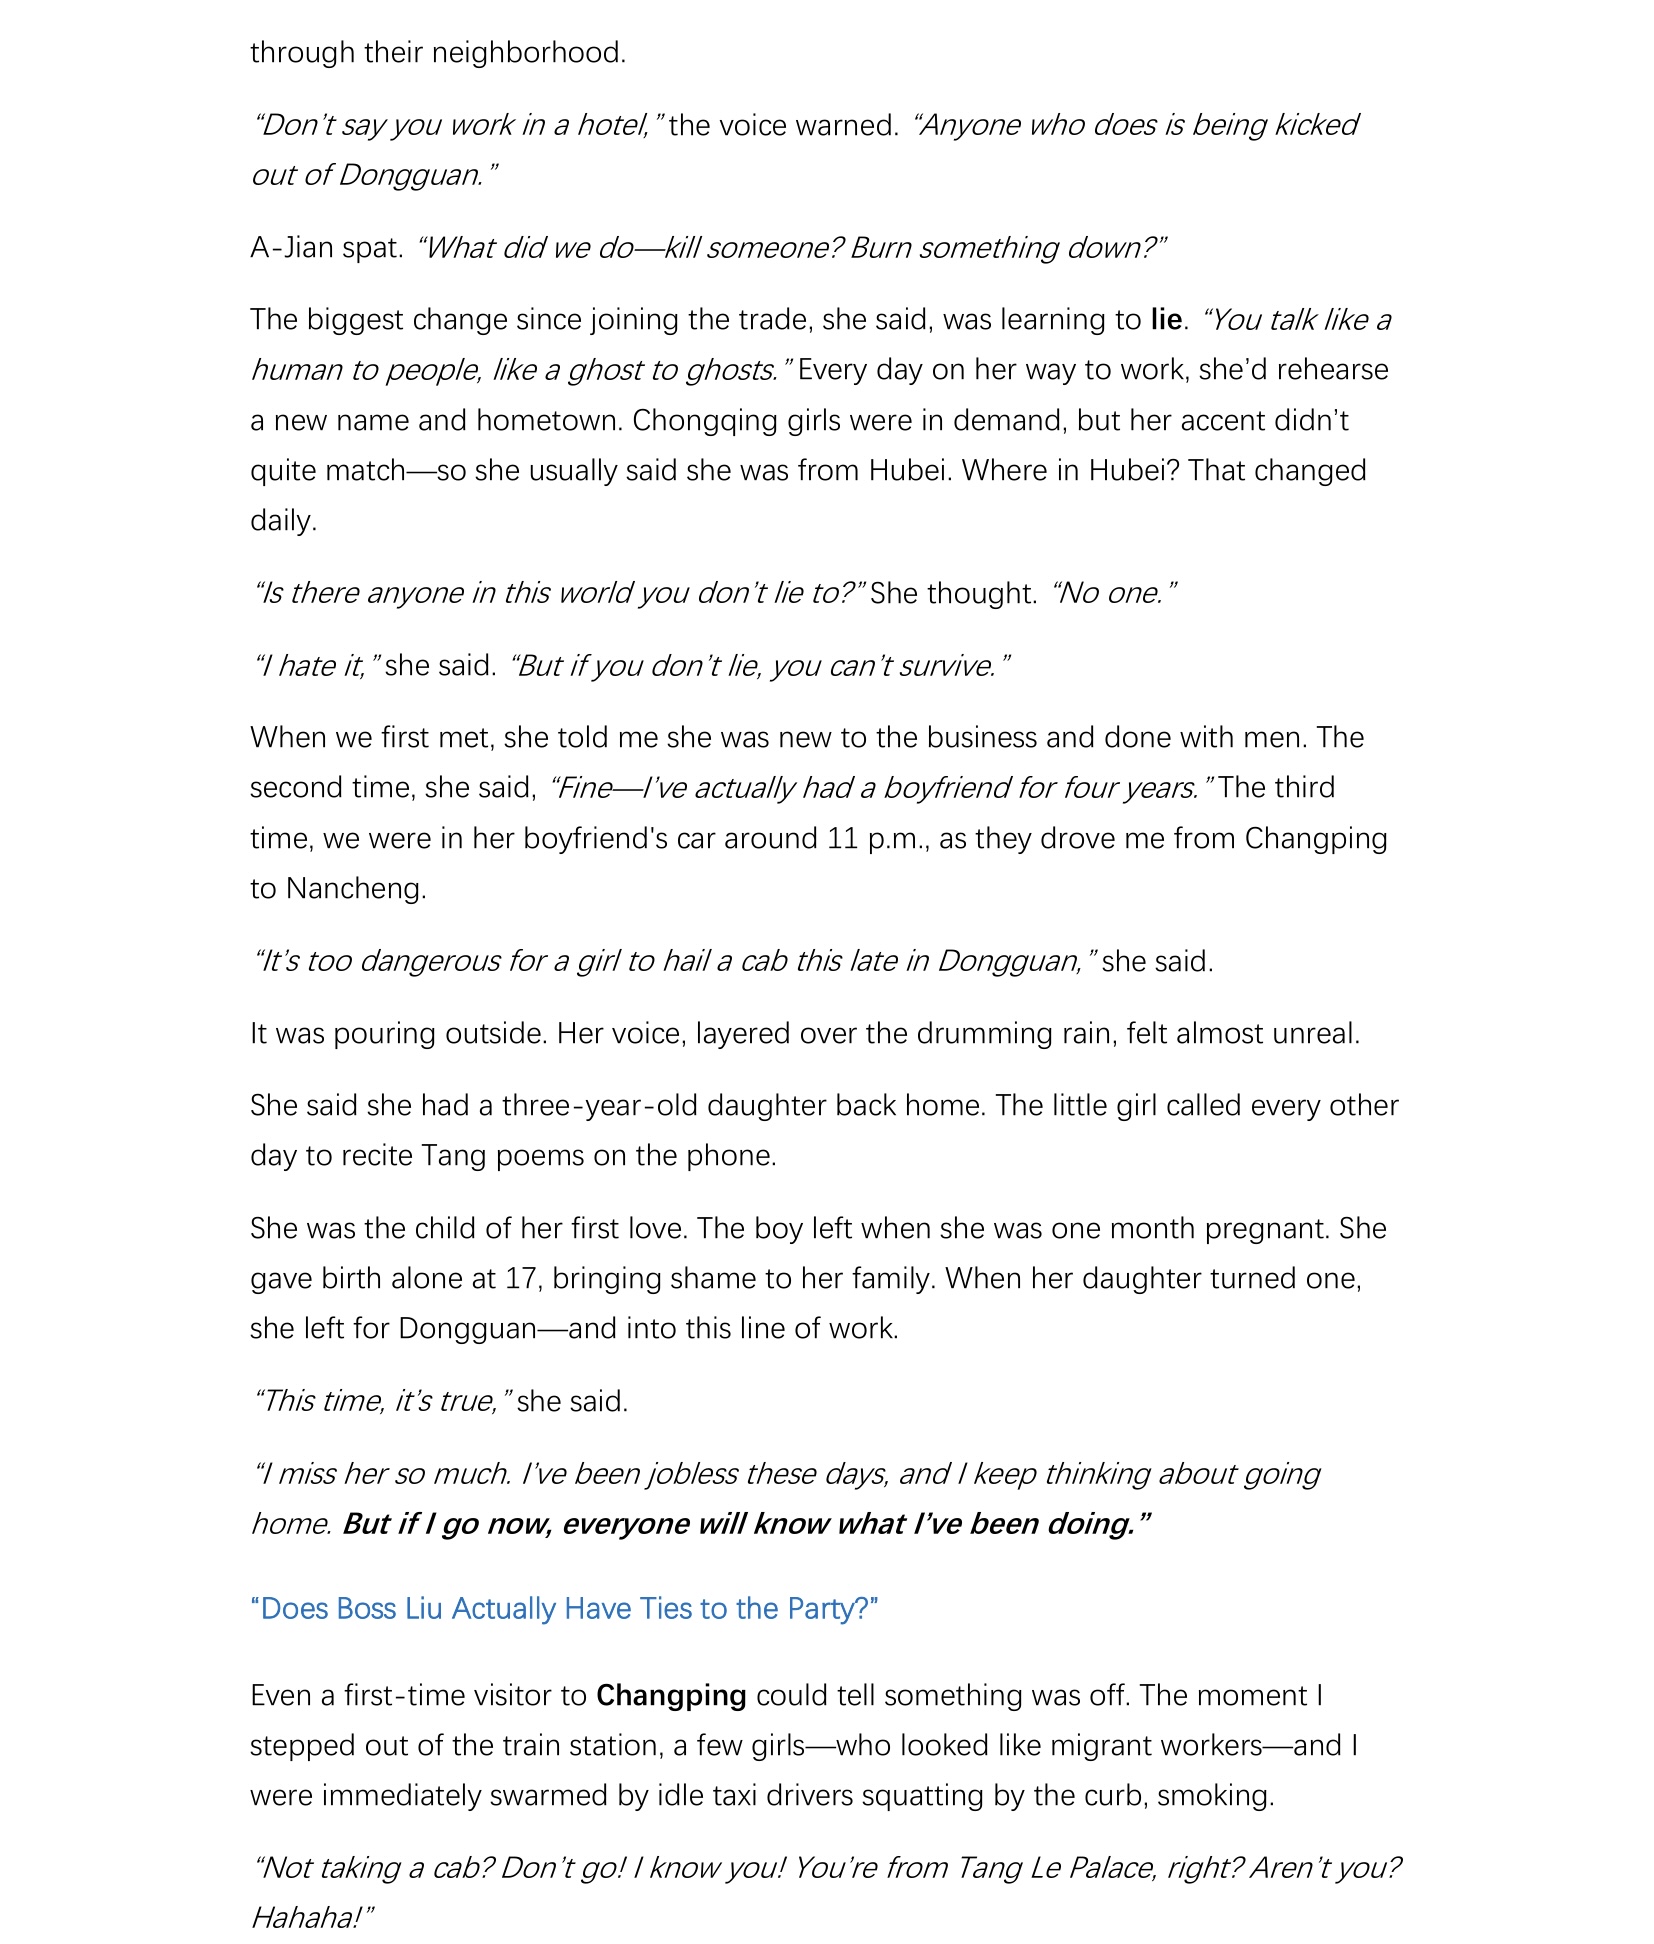 through their neighborhood.
“Don’t say you work in a hotel,” the voice warned. “Anyone who does is being kicked
out of Dongguan.”
A-Jian spat. “What did we do—kill someone? Burn something down?”
The biggest change since joining the trade, she said, was learning to lie. “You talk like a
human to people, like a ghost to ghosts.” Every day on her way to work, she’d rehearse
a new name and hometown. Chongqing girls were in demand, but her accent didn’t
quite match—so she usually said she was from Hubei. Where in Hubei? That changed
daily.
“Is there anyone in this world you don’t lie to?” She thought. “No one.”
“I hate it,” she said. “But if you don’t lie, you can’t survive.”
When we first met, she told me she was new to the business and done with men. The
second time, she said, “Fine—I’ve actually had a boyfriend for four years.” The third
time, we were in her boyfriend's car around 11 p.m., as they drove me from Changping
to Nancheng.
“It’s too dangerous for a girl to hail a cab this late in Dongguan,” she said.
It was pouring outside. Her voice, layered over the drumming rain, felt almost unreal.
She said she had a three-year-old daughter back home. The little girl called every other
day to recite Tang poems on the phone.
She was the child of her first love. The boy left when she was one month pregnant. She
gave birth alone at 17, bringing shame to her family. When her daughter turned one,
she left for Dongguan—and into this line of work.
“This time, it’s true,” she said.
“I miss her so much. I’ve been jobless these days, and I keep thinking about going
home. But if I go now, everyone will know what I’ve been doing.”
“Does Boss Liu Actually Have Ties to the Party?”
Even a first-time visitor to Changping could tell something was off. The moment I
stepped out of the train station, a few girls—who looked like migrant workers—and I
were immediately swarmed by idle taxi drivers squatting by the curb, smoking.
“Not taking a cab? Don’t go! I know you! You’re from Tang Le Palace, right? Aren’t you?
Hahaha!”